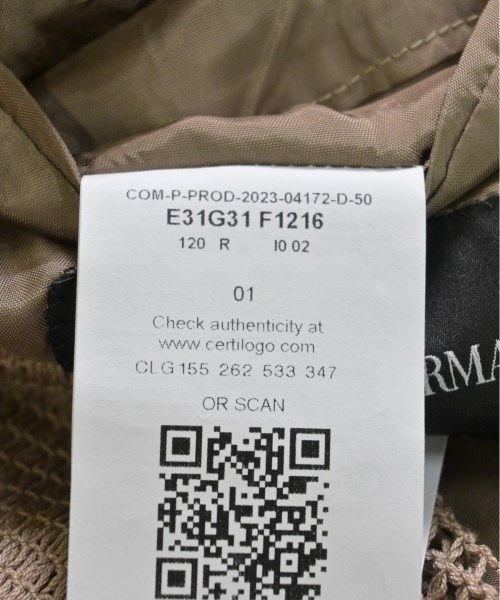 COM-P-PROD-2023-04172-D-50
E31G31 F1216
120 R I0 02
01
Check authenticity at
www.certilogo.com
CLG 155 262 533 347
OR SCAN
RMA